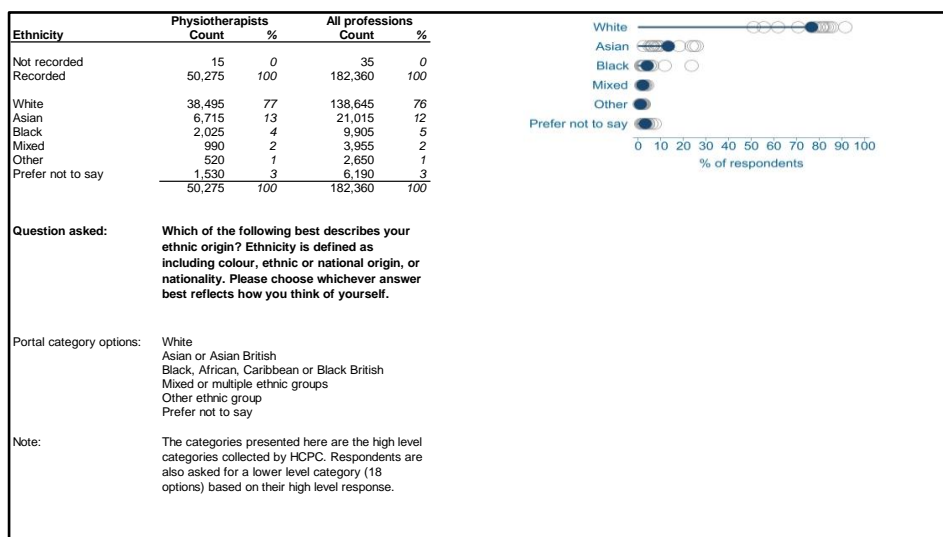 Physiotherapists All professions
Ethnicity Count % Count %
Not recorded 15 0 35 0
Recorded 50,275 100 182,360 100
White 38,495 77 138,645 76
Asian 6,715 13 21,015 12
Black 2,025 4 9,905 5
Mixed 990 2 3,955 2
Other 520 1 2,650 1
Prefer not to say 1,530 3 6,190 3
50,275 100 182,360 100
Question asked: Which of the following best describes your
ethnic origin? Ethnicity is defined as
including colour, ethnic or national origin, or
nationality. Please choose whichever answer
best reflects how you think of yourself.
Portal category options: White
Asian or Asian British
Black, African, Caribbean or Black British
Mixed or multiple ethnic groups
Other ethnic group
Prefer not to say
Note: The categories presented here are the high level
categories collected by HCPC. Respondents are
also asked for a lower level category (18
options) based on their high level response.
White
Asian
Black
Mixed
Other
Prefer not to say
0 10 20 30 40 50 60 70 80 90 100
% of respondents